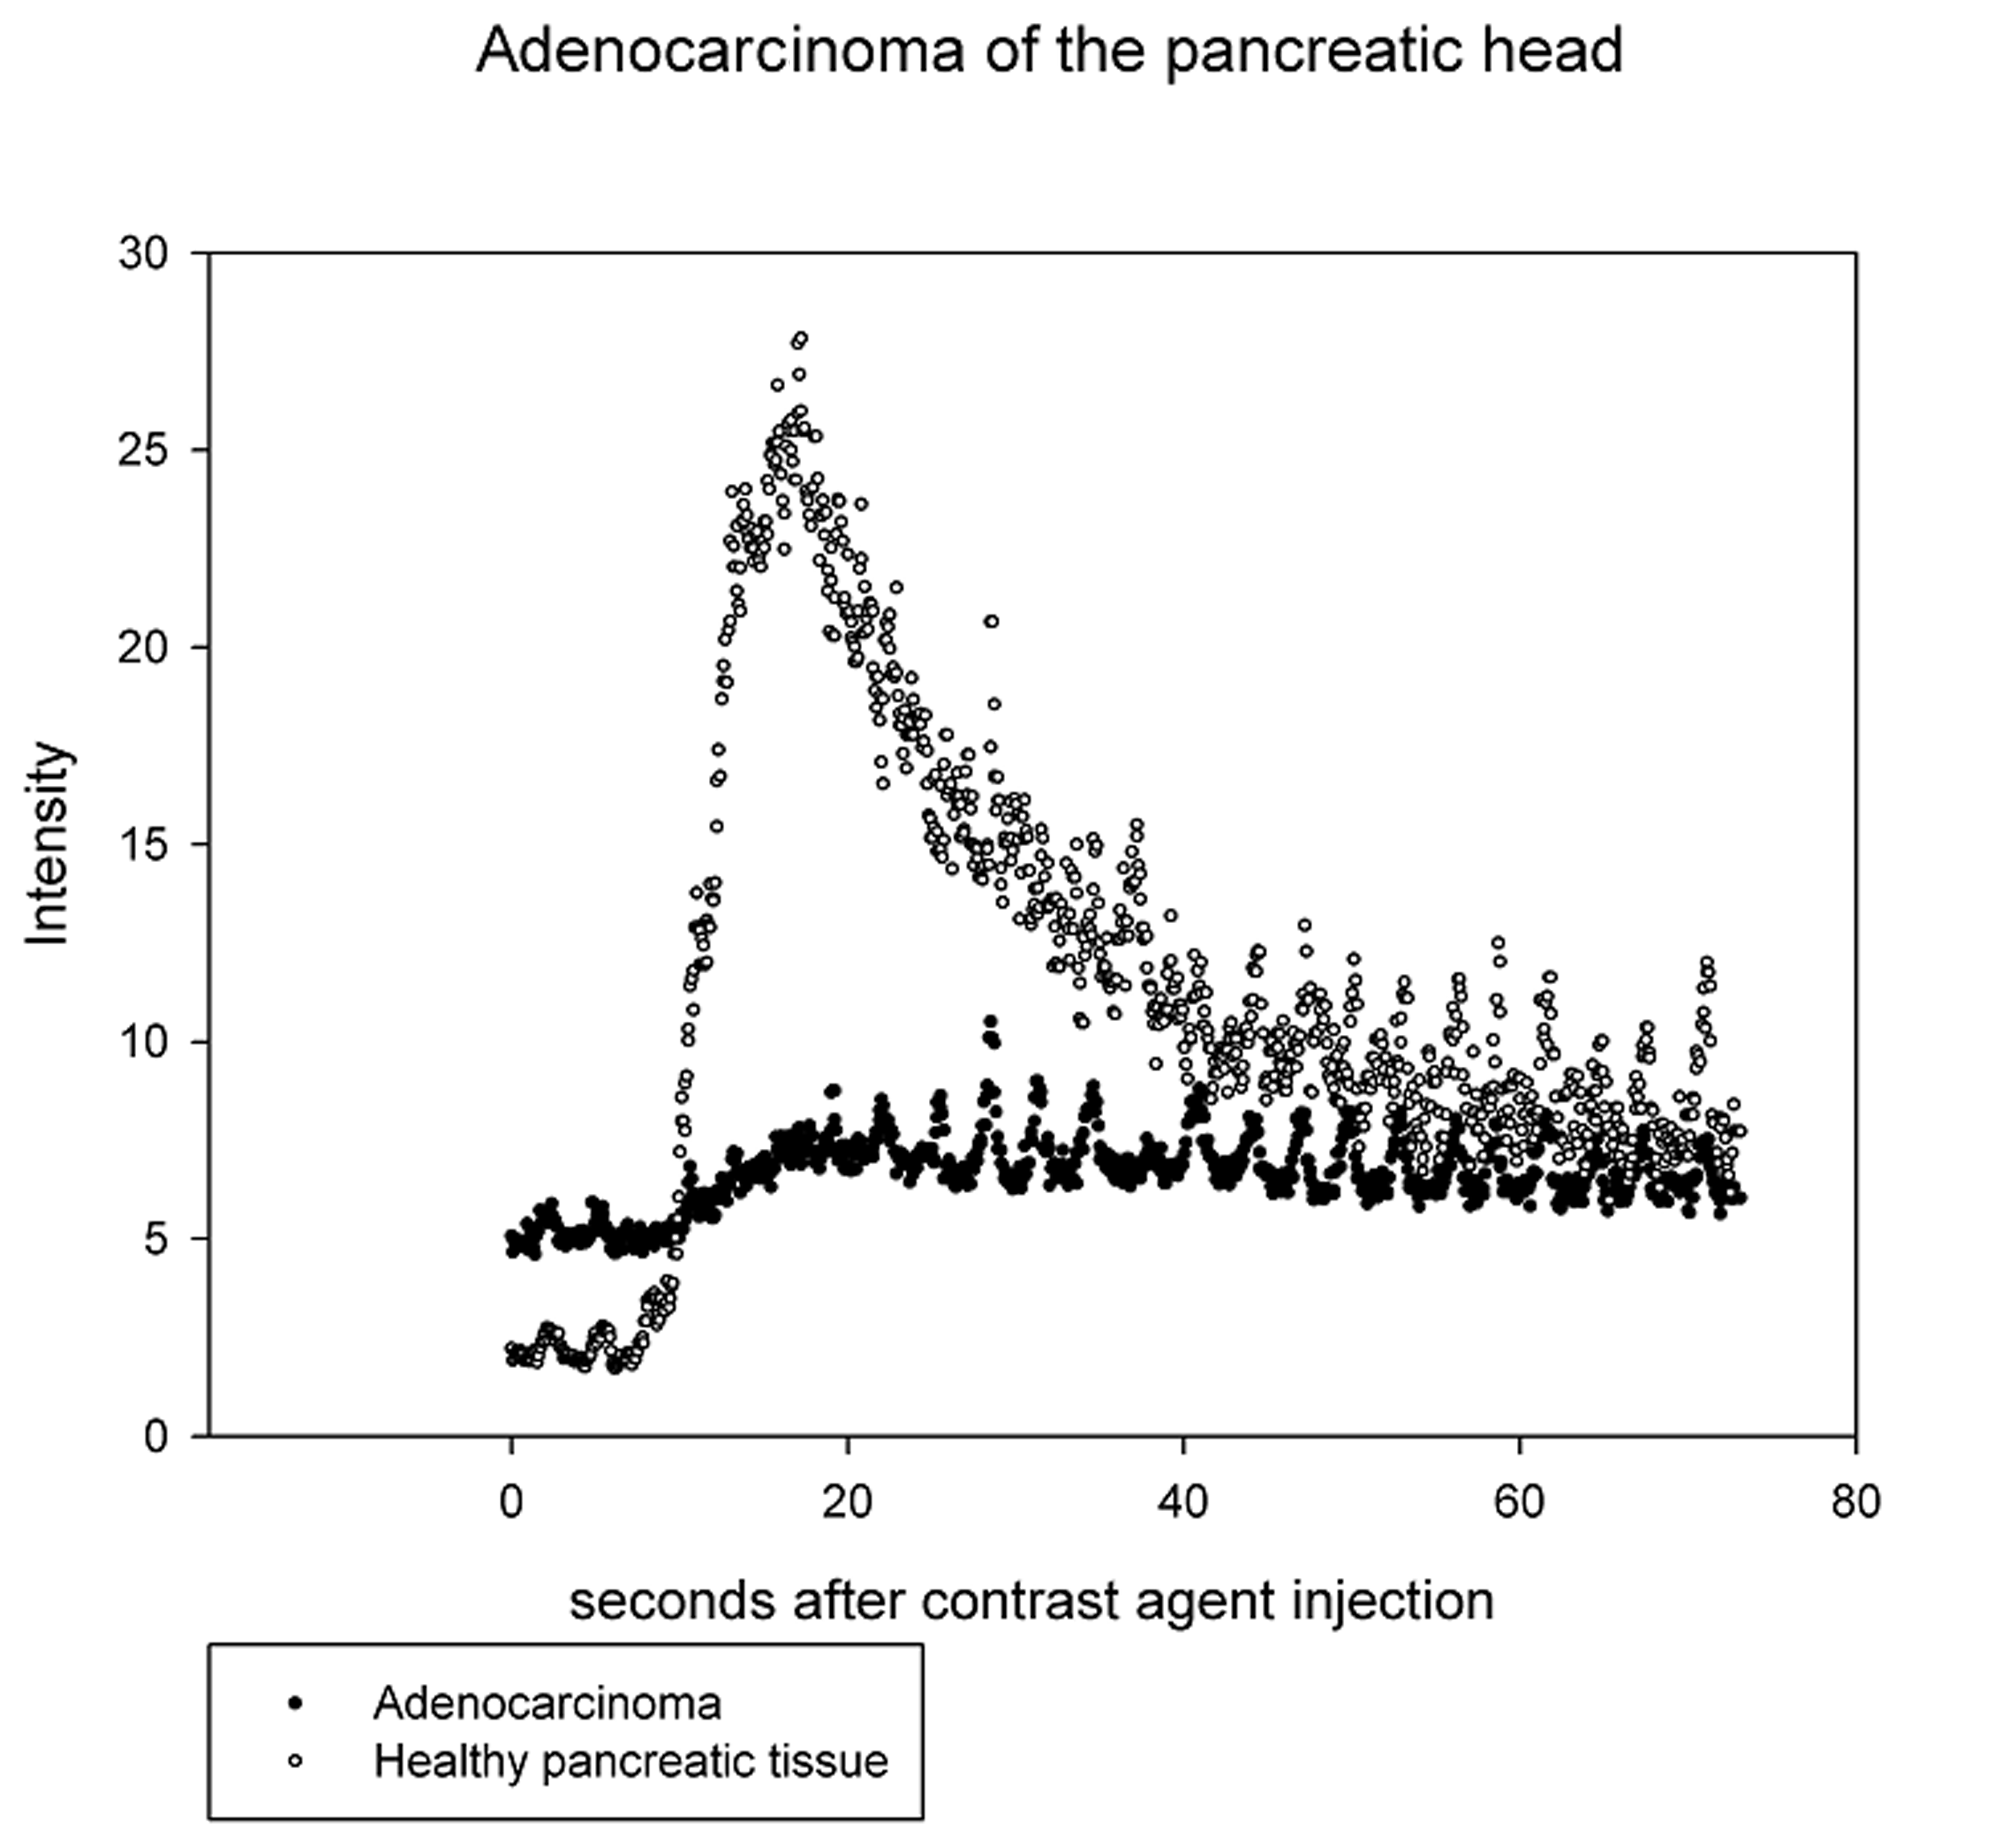 Adenocarcinoma of the pancreatic head
30
25
20
15
10
5
0
Intensity
0 20 40 60 80
seconds after contrast agent injection
Adenocarcinoma
Healthy pancreatic tissue